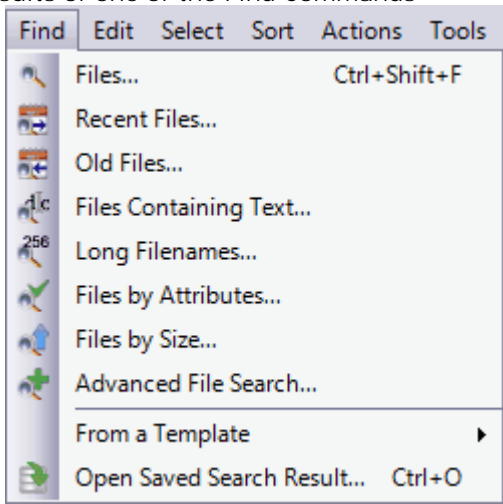 Find Edit Select Sort Actions Tools
Files... Ctrl+Shift+F
Recent Files...
Old Files...
Files Containing Text...
256 Long Filenames...
Files by Attributes...
Files by Size...
Advanced File Search...
From a Template
Open Saved Search Result... Ctrl+O